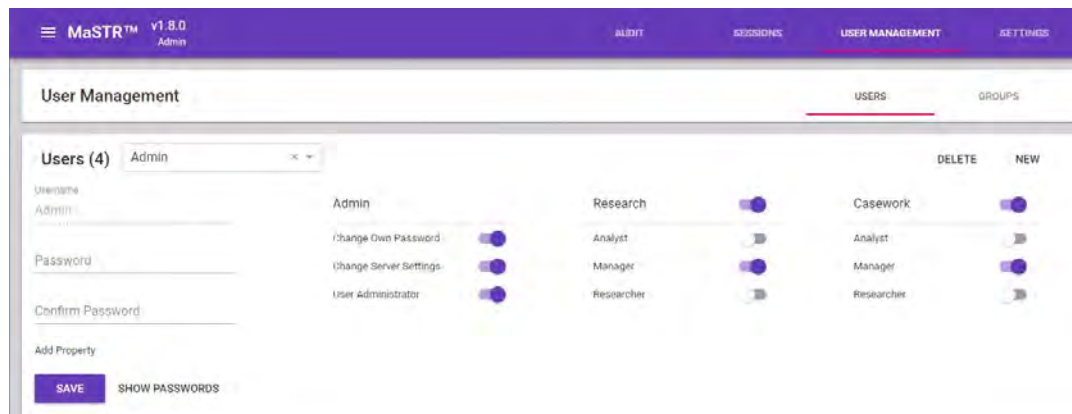 MaSTR™ v1.8.0
Admin
AUDIT SESSIONS USER MANAGEMENT SETTINGS
User Management USERS GROUPS
Users (4) Admin × DELETE NEW
Username
Admin
Admin Research Casework
Change Own Password Analyst Analyst
Password
Change Server Settings Manager Manager
User Administrator Researcher Researcher
Confirm Password
Add Property
SAVE SHOW PASSWORDS